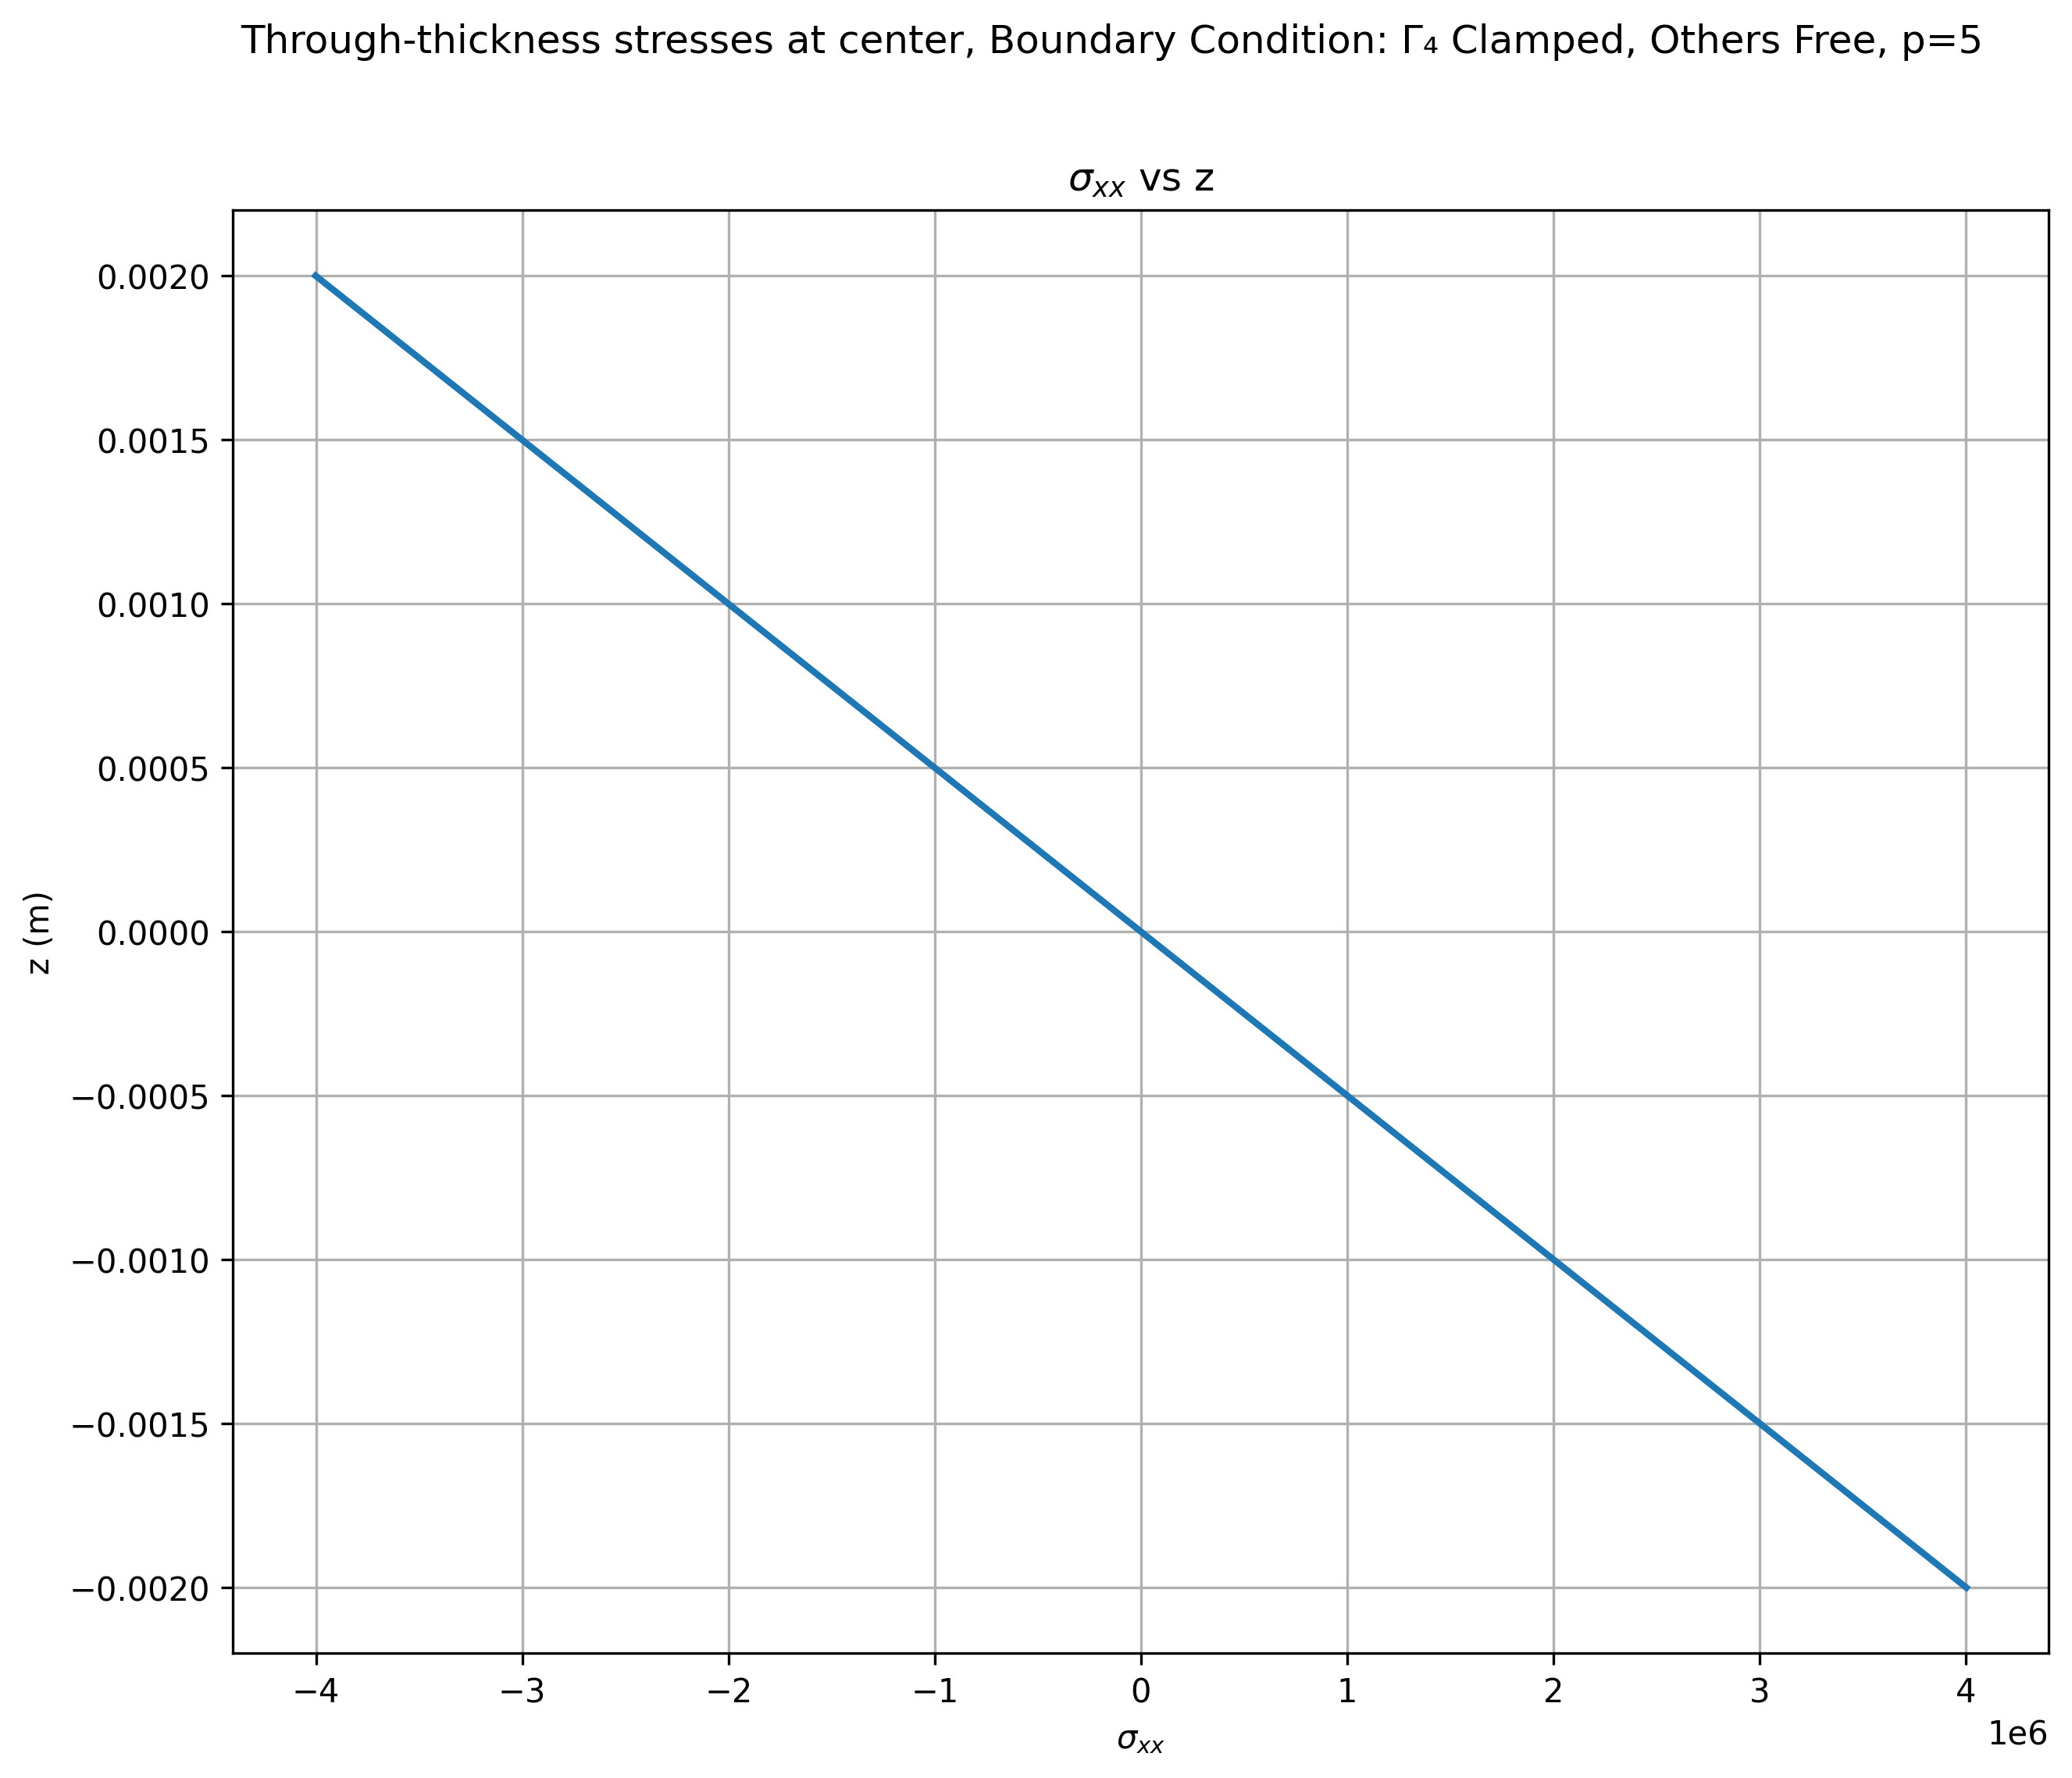 Through-thickness stresses at center, Boundary Condition: Γ₄ Clamped, Others Free, p=5
σxx vs z
0.0020
0.0015
0.0010
0.0005
0.0000
−0.0005
−0.0010
−0.0015
−0.0020
z (m)
−4 −3 −2 −1 0 1 2 3 4
1e6
σxx